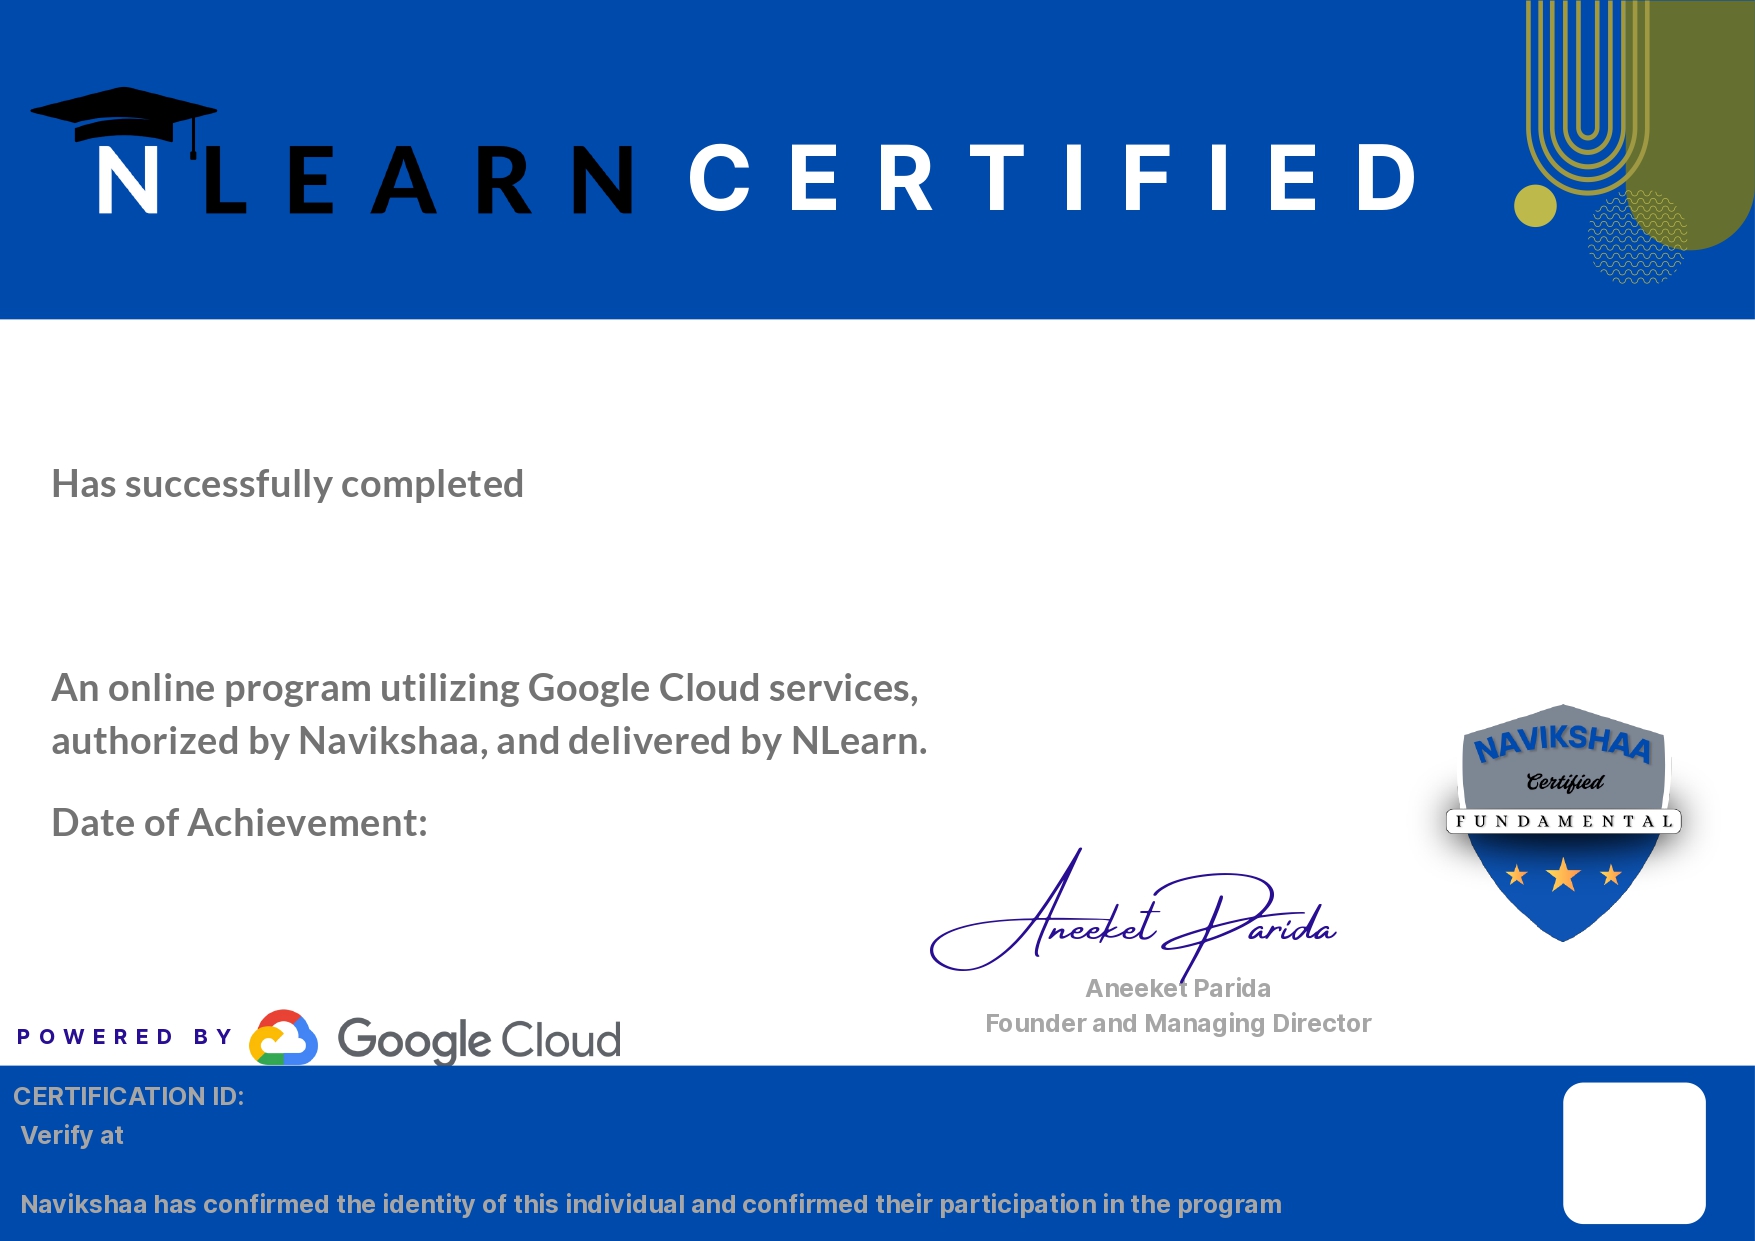 NLEARN CERTIFIED
Has successfully completed
An online program utilizing Google Cloud services,
authorized by Navikshaa, and delivered by NLearn.
Date of Achievement:
NAVIKSHAA
Certified
FUNDAMENTAL
Aneeket Parida
Aneeket Parida
Founder and Managing Director
POWERED BY Google Cloud
CERTIFICATION ID:
Verify at
Navikshaa has confirmed the identity of this individual and confirmed their participation in the program